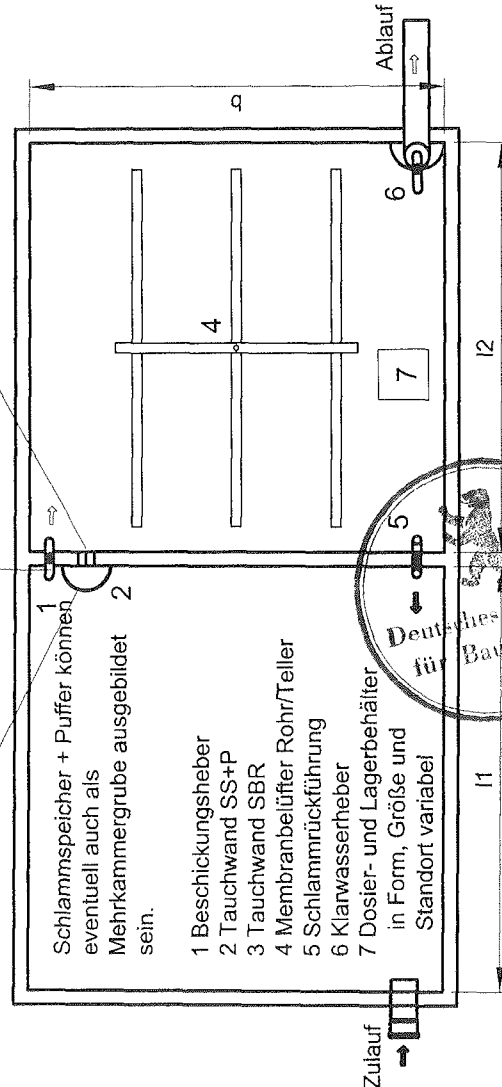 Ablauf
b
6
4
7
l2
1
2
5
Schlammspeicher + Puffer können
eventuell auch als
Mehrkammergrube ausgebildet
sein.
1 Beschickungsheber
2 Tauchwand SS+P
3 Tauchwand SBR
4 Membranbelüfter Rohr/Teller
5 Schlammrückführung
6 Klarwasserheber
7 Dosier- und Lagerbehälter
in Form, Größe und
Standort variabel
Deutsches
für Bau
l1
Zulauf